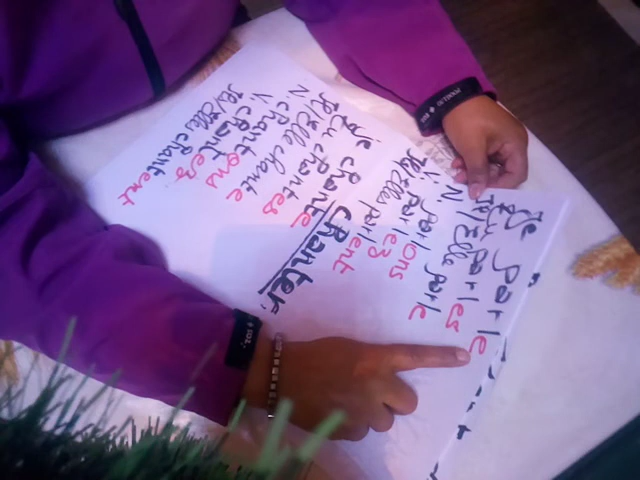 Je parle
tu parles
Il/Elle parle
N. parlons
V. parlez
Ils/Elles parlent
chanter.
Je chante
tu chantes
Il/Elle chante
N chantons
V chantez
Ils/Elles chantent